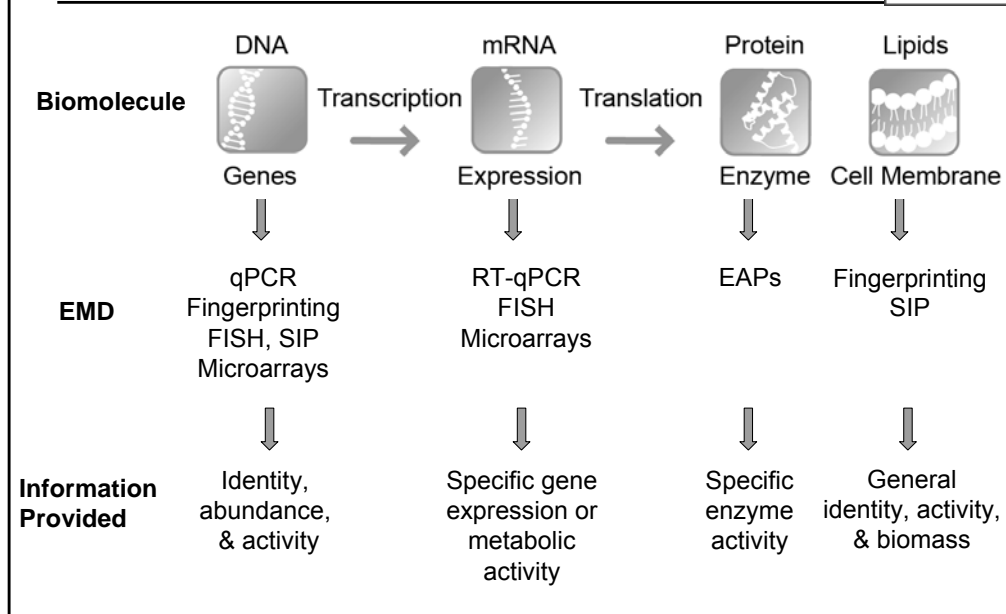 DNA
mRNA
Protein
Lipids
Biomolecule
Transcription
Translation
Genes
Expression
Enzyme
Cell Membrane
EMD
qPCR
Fingerprinting
FISH, SIP
Microarrays
RT-qPCR
FISH
Microarrays
EAPs
Fingerprinting
SIP
Information
Provided
Identity,
abundance,
& activity
Specific gene
expression or
metabolic
activity
Specific
enzyme
activity
General
identity, activity,
& biomass